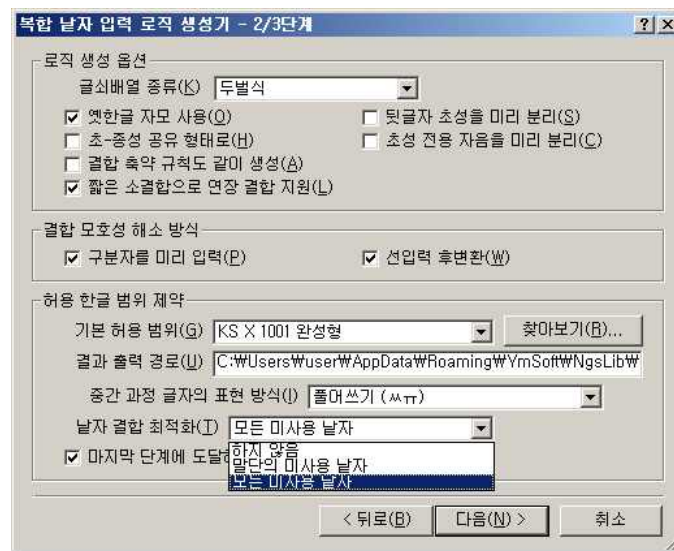 복합 낱자 입력 로직 생성기 - 2/3단계
로직 생성 옵션
글쇠배열 종류(K) 두벌식
옛한글 자모 사용(O) 뒷글자 초성을 미리 분리(S)
초-중성 공유 형태로(H) 초성 전용 자음을 미리 분리(C)
결합 축약 규칙도 같이 생성(A)
짧은 소결합으로 연장 결합 지원(L)
결합 모호성 해소 방식
구분자를 미리 입력(P) 선입력 후변환(W)
허용 한글 범위 제약
기본 허용 범위(G) KS X 1001 완성형 찾아보기(R)...
결과 출력 경로(U) C:₩Users₩user₩AppData₩Roaming₩YmSoft₩NgsLib₩
중간 과정 글자의 표현 방식(I) 풀어쓰기 (ㅆㅠ)
낱자 결합 최적화(T) 모든 미사용 낱자
하지 않음
마지막 단계에 도달 말단의 미사용 낱자
모든 미사용 낱자
< 뒤로(B) 다음(N) > 취소